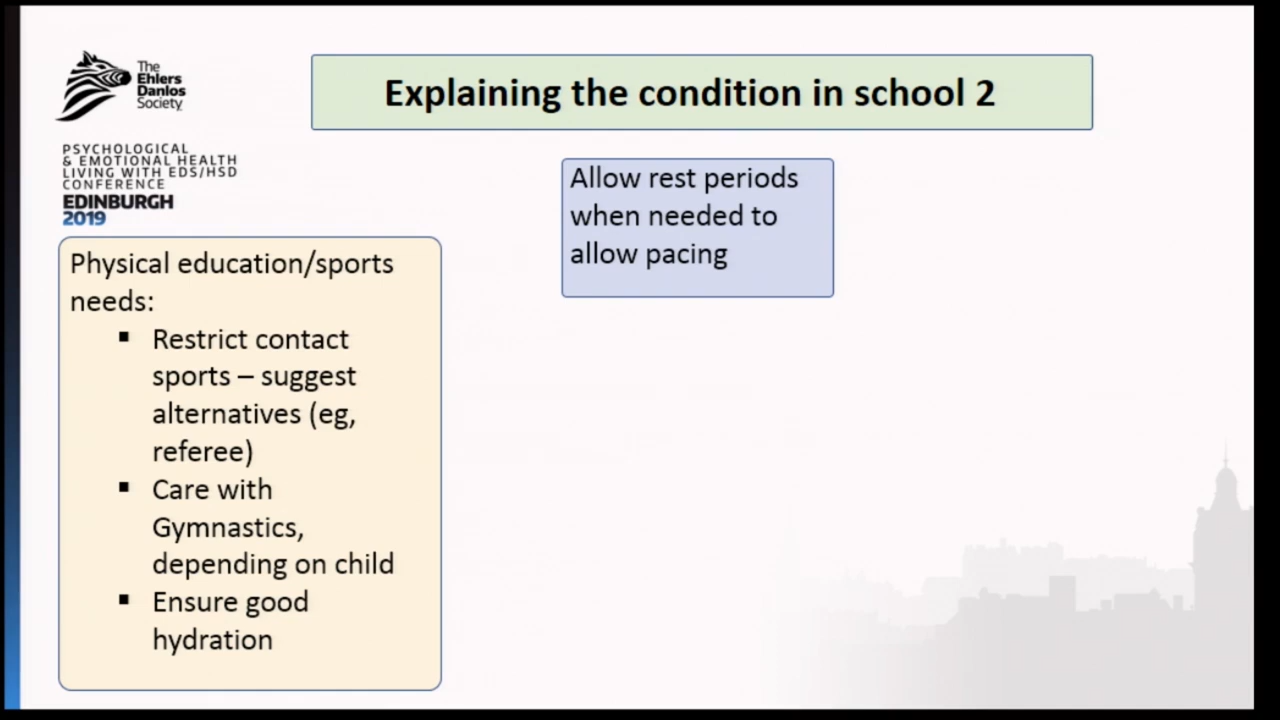 The
Ehlers
Danlos
Society
Explaining the condition in school 2
PSYCHOLOGICAL
& EMOTIONAL HEALTH
LIVING WITH EDS/HSD
CONFERENCE
EDINBURGH
2019
Allow rest periods
when needed to
allow pacing
Physical education/sports
needs:
▪ Restrict contact
sports – suggest
alternatives (eg,
referee)
▪ Care with
Gymnastics,
depending on child
▪ Ensure good
hydration